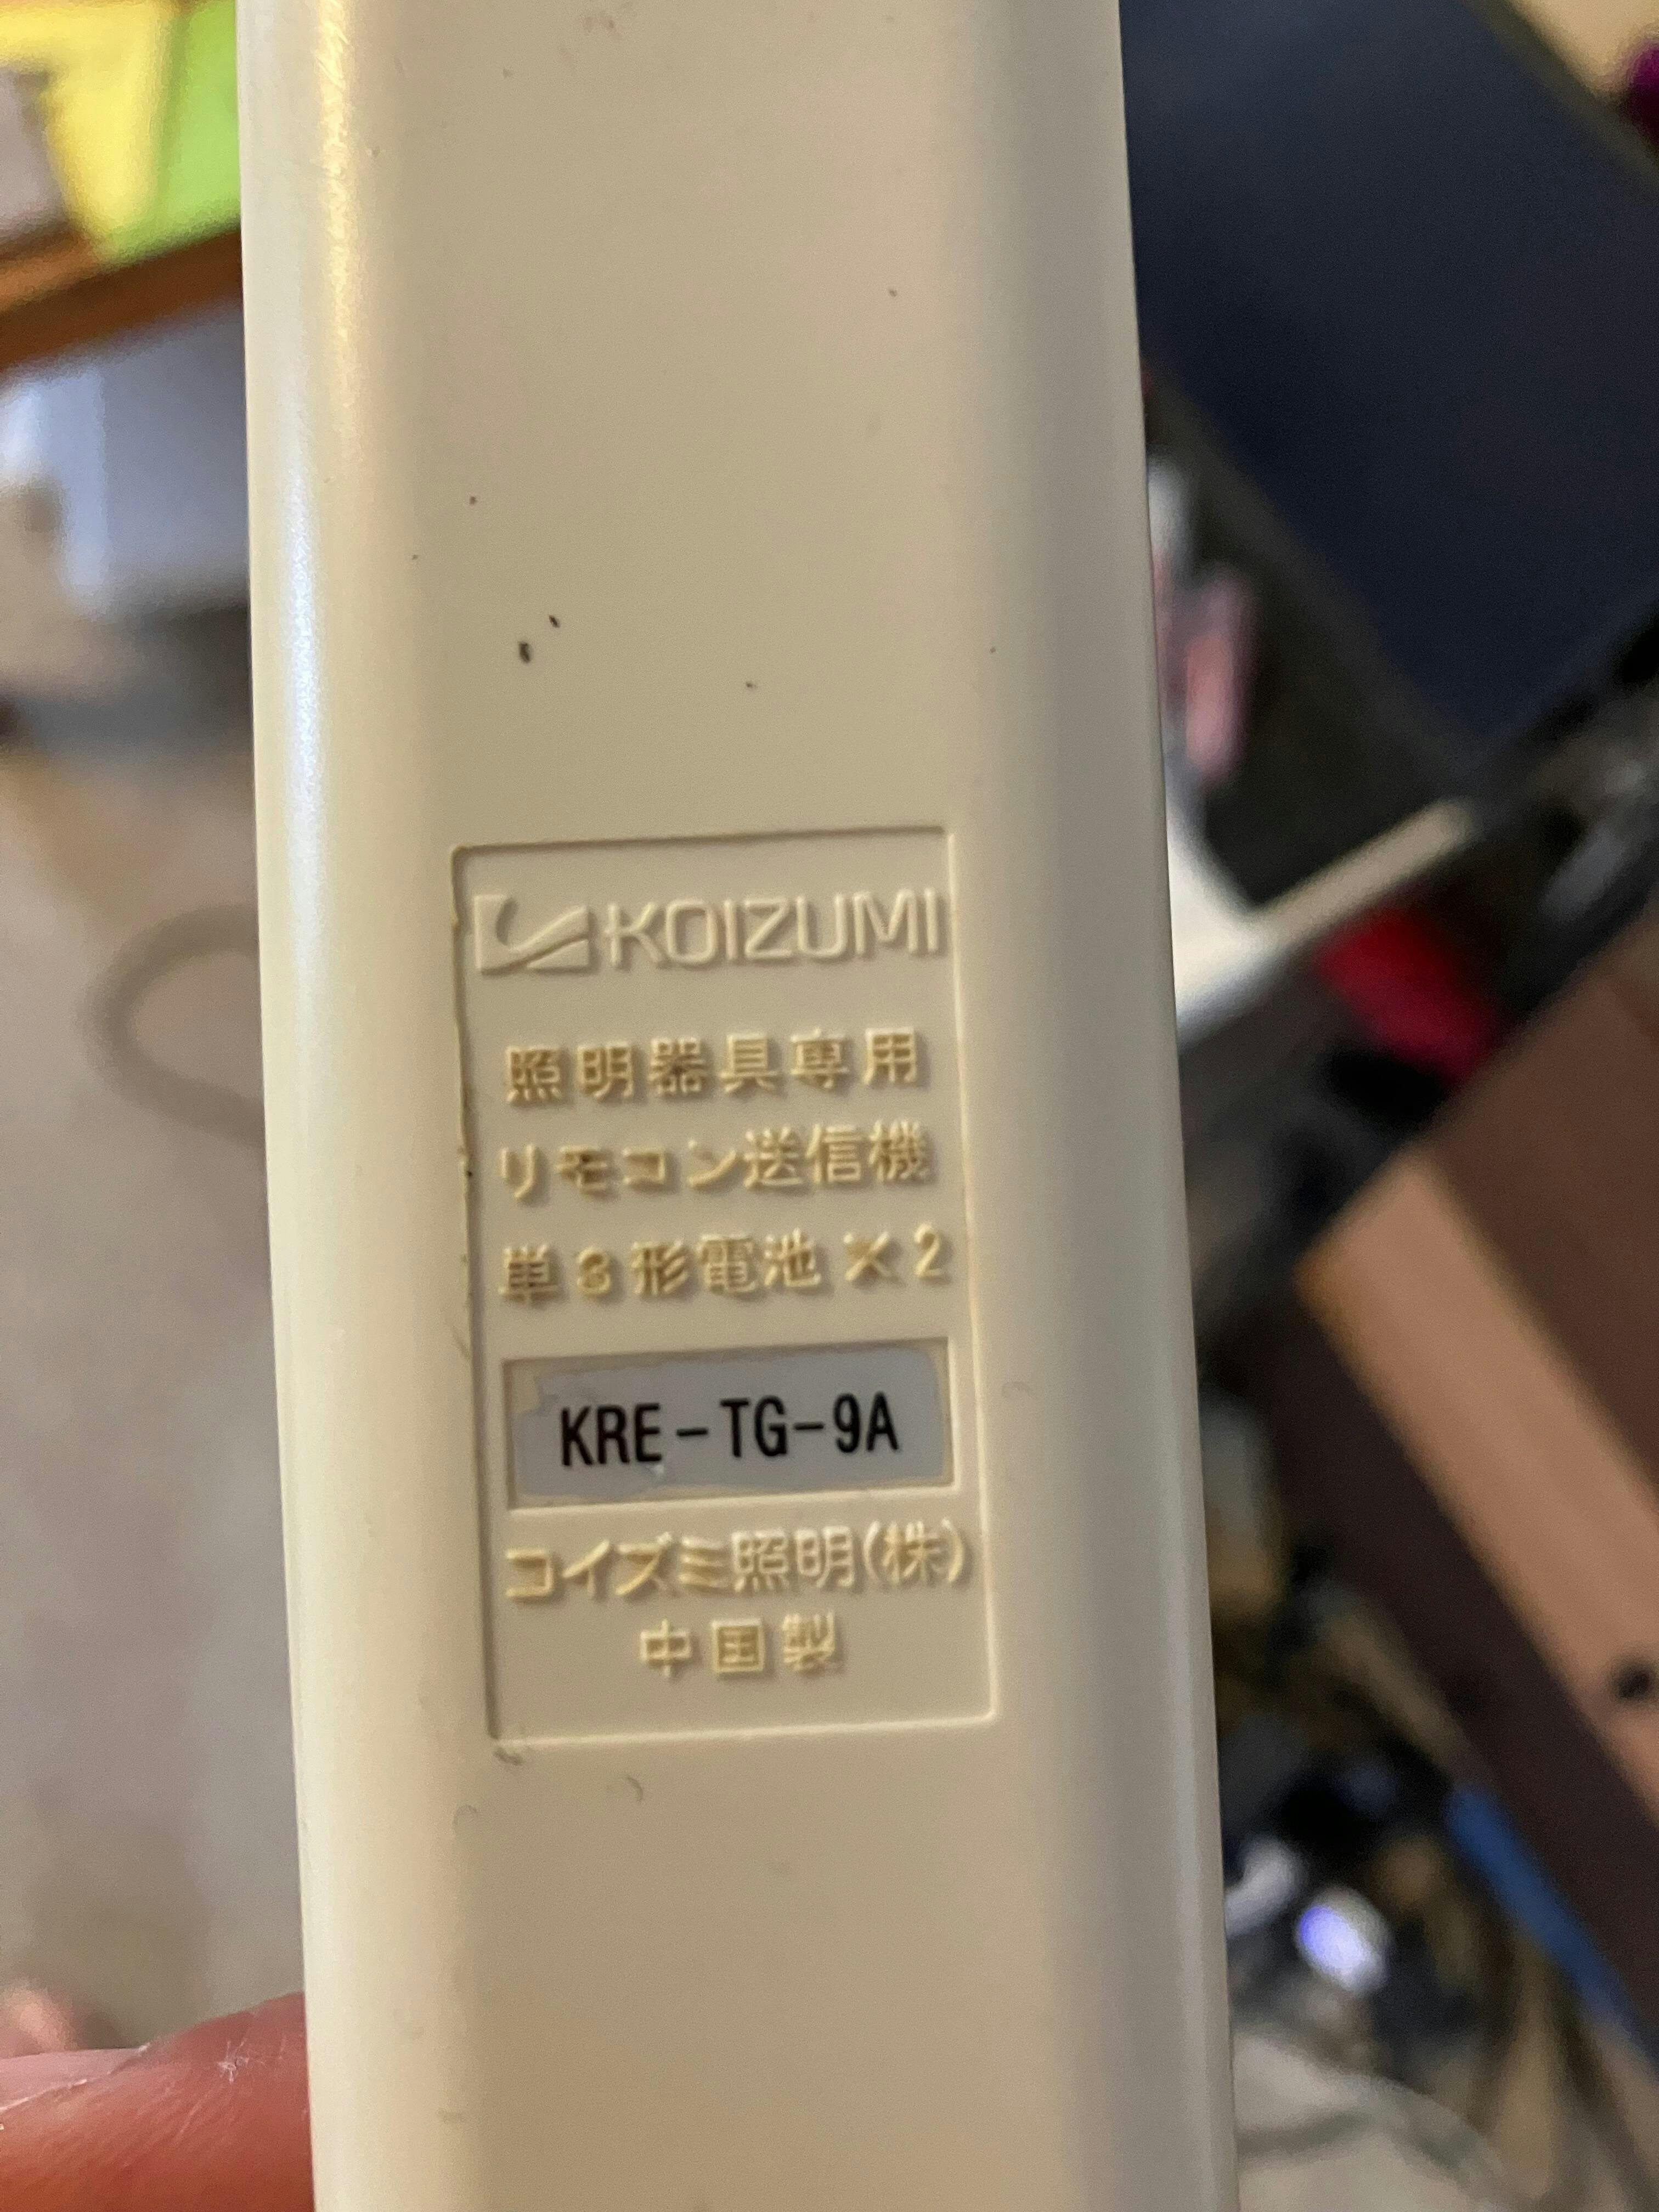 KOIZUMI
照明器具専用
リモコン送信機
単3形電池×2
KRE-TG-9A
コイズミ照明(株)
中国製